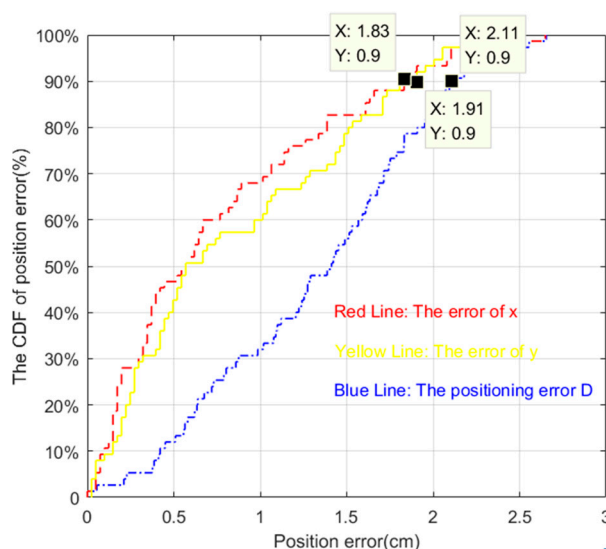 X: 1.83
Y: 0.9
X: 2.11
Y: 0.9
X: 1.91
Y: 0.9
100%
90%
80%
70%
60%
50%
40%
30%
20%
10%
0
The CDF of position error(%)
Red Line: The error of x
Yellow Line: The error of y
Blue Line: The positioning error D
0
0.5
1
1.5
2
2.5
3
Position error(cm)